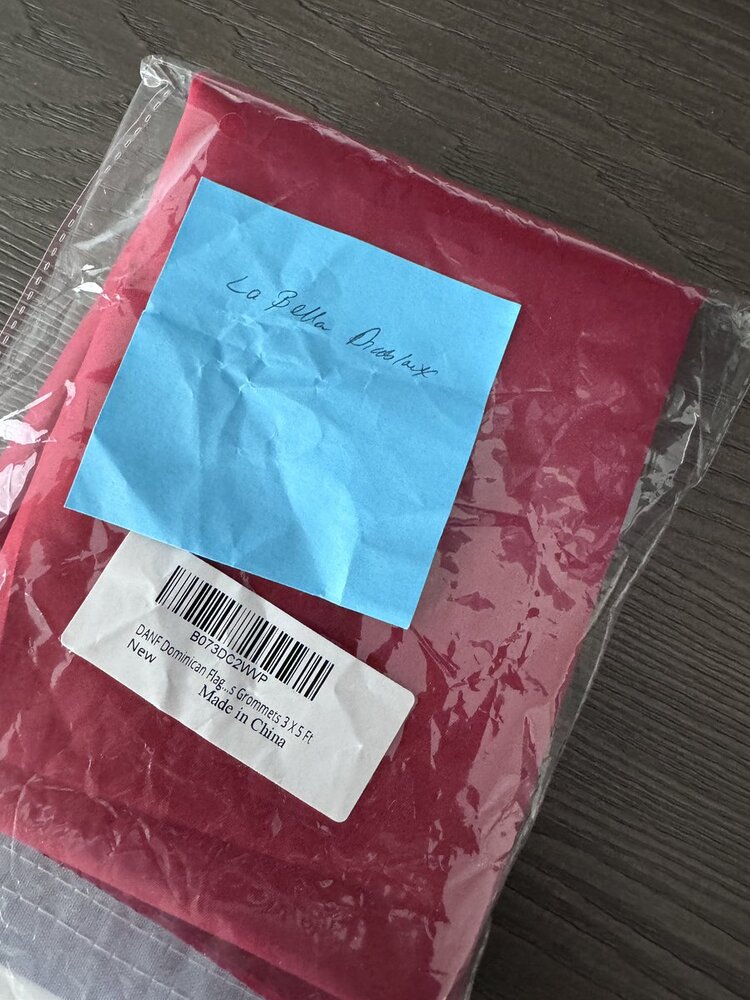 La Bella
B073DC2WVP
DANF Dominican Flag...s Grommets 3 X 5 Ft
New
Made in China